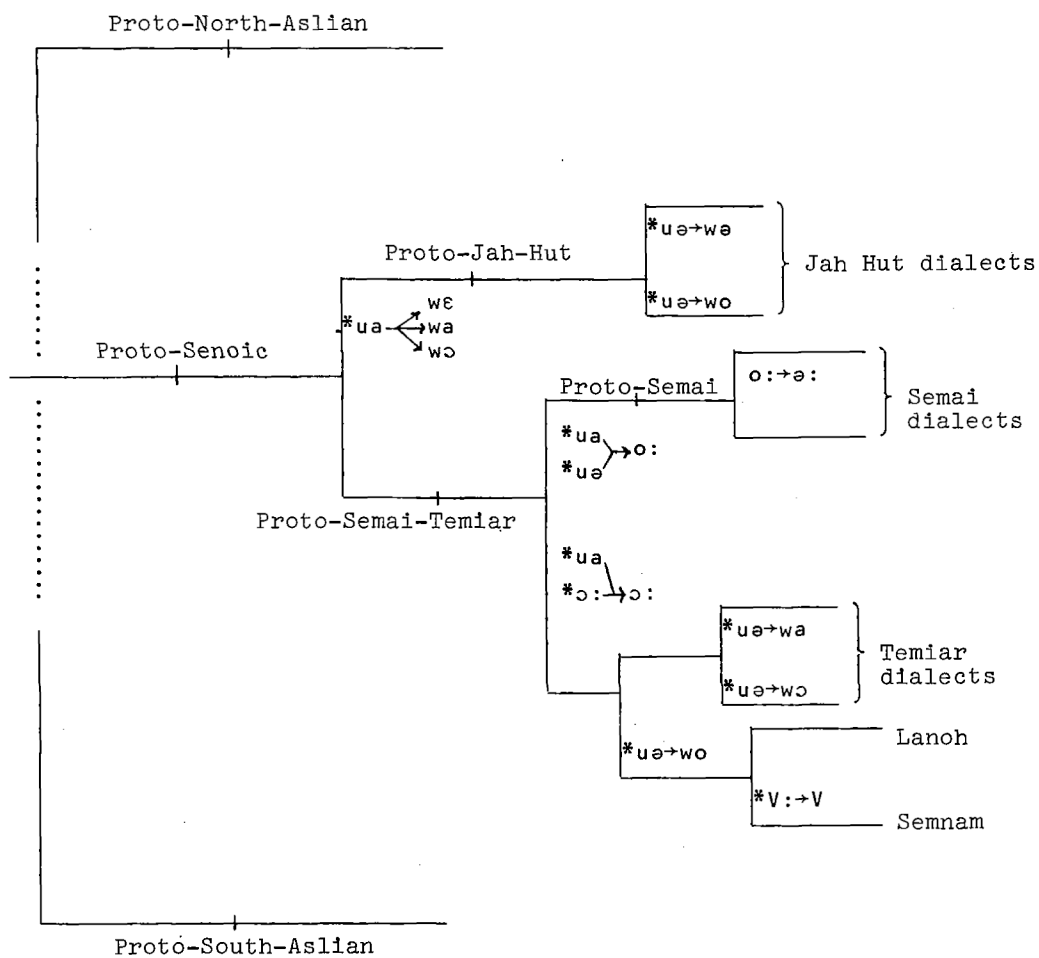 Proto-North-Aslian
*uə→wə
Proto-Jah-Hut
Jah Hut dialects
wɛ
*ua→wa
wɔ
*uə→wo
Proto-Senoic
Proto-Semai
o:→ə:
Semai
dialects
*ua
*uə→o:
Proto-Semai-Temiar
*ua
*ɔ:→ɔ:
*uə→wa
Temiar
dialects
*uə→wɔ
Lanoh
*uə→wo
*V:→V
Semnam
Proto-South-Aslian